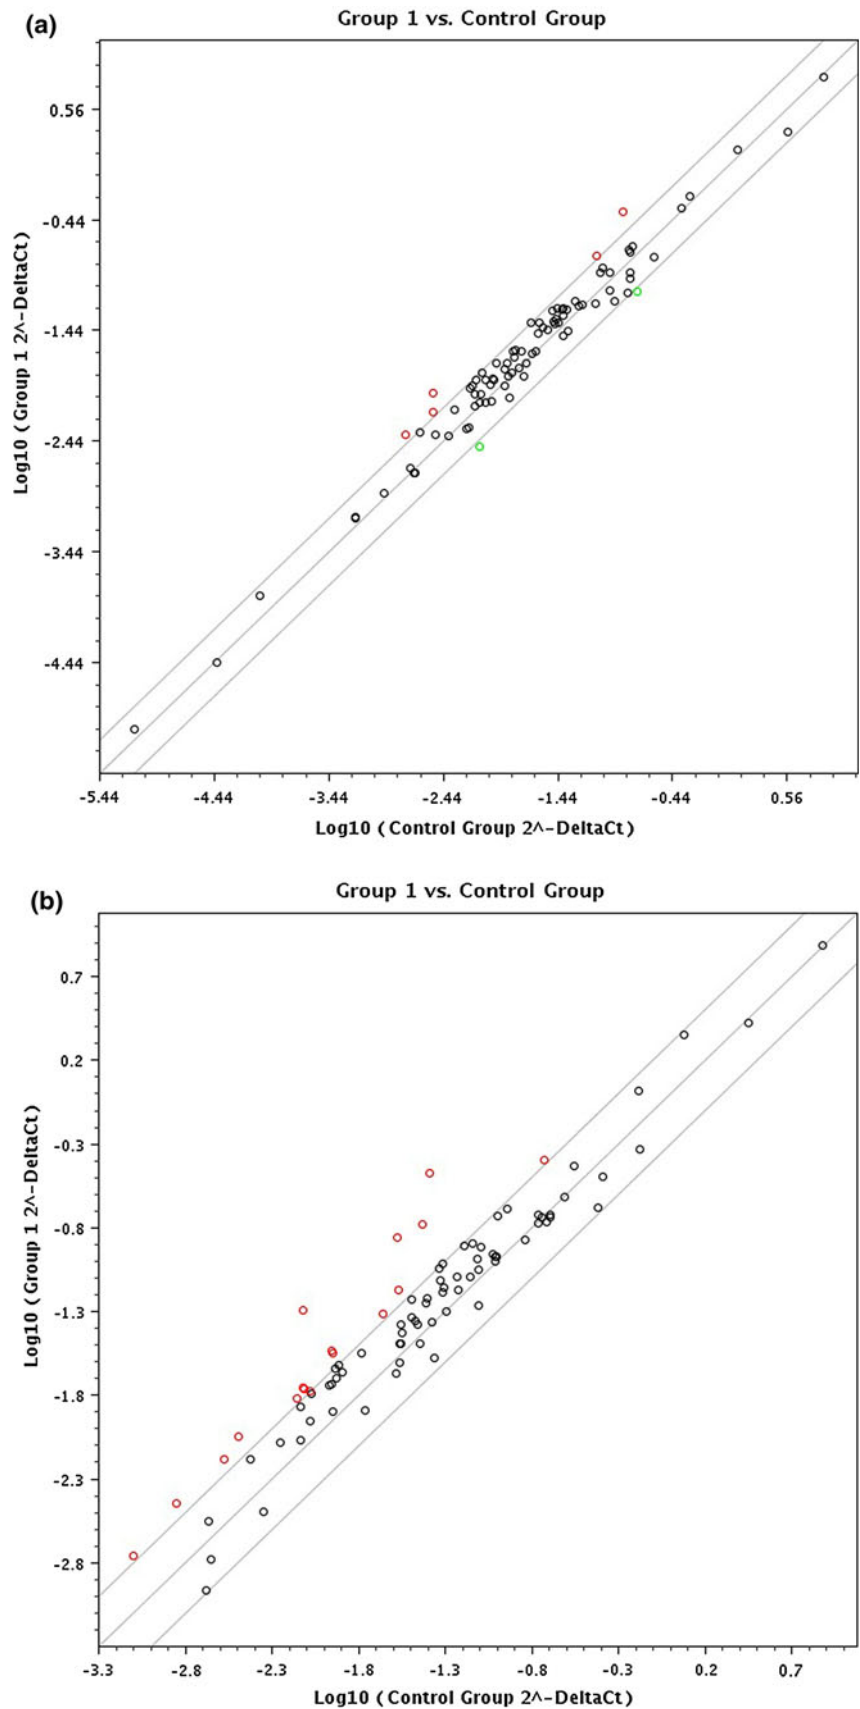 (a)
Group 1 vs. Control Group
0.56
-0.44
-1.44
-2.44
-3.44
-4.44
Log10 (Group 1 2^-DeltaCt)
-5.44 -4.44 -3.44 -2.44 -1.44 -0.44 0.56
Log10 (Control Group 2^-DeltaCt)
(b)
Group 1 vs. Control Group
0.7
0.2
-0.3
-0.8
-1.3
-1.8
-2.3
-2.8
Log10 (Group 1 2^-DeltaCt)
-3.3 -2.8 -2.3 -1.8 -1.3 -0.8 -0.3 0.2 0.7
Log10 (Control Group 2^-DeltaCt)